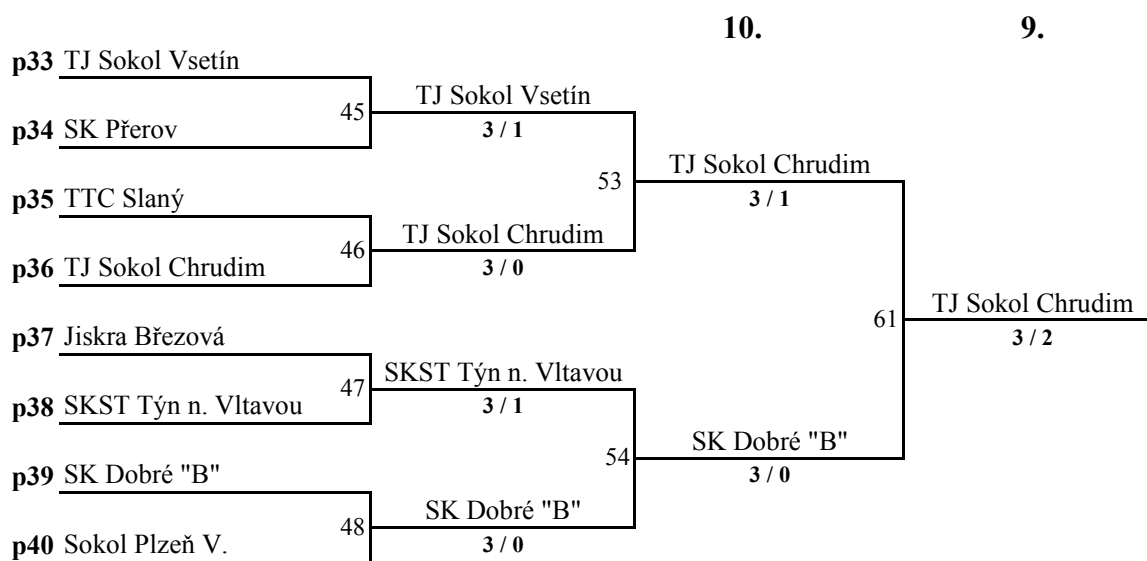 10. 9.
p33 TJ Sokol Vsetín
45 TJ Sokol Vsetín
3 / 1
p34 SK Přerov
53 TJ Sokol Chrudim
3 / 1
p35 TTC Slaný
46 TJ Sokol Chrudim
3 / 0
p36 TJ Sokol Chrudim
61 TJ Sokol Chrudim
3 / 2
p37 Jiskra Březová
47 SKST Týn n. Vltavou
3 / 1
p38 SKST Týn n. Vltavou
54 SK Dobré "B"
3 / 0
p39 SK Dobré "B"
48 SK Dobré "B"
3 / 0
p40 Sokol Plzeň V.